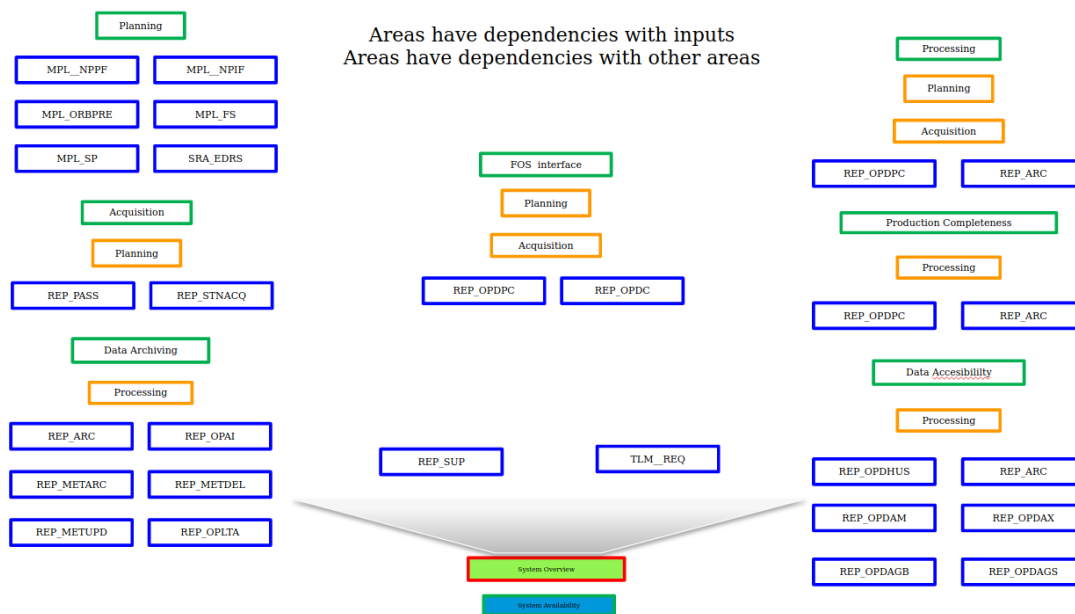 Areas have dependencies with inputs
Areas have dependencies with other areas
Planning
MPL__NPPF
MPL__NPIF
MPL_ORBPRE
MPL_FS
MPL_SP
SRA_EDRS
Acquisition
Planning
REP_PASS
REP_STNACQ
Data Archiving
Processing
REP_ARC
REP_OPAI
REP_METARC
REP_METDEL
REP_METUPD
REP_OPLTA
FOS interface
Planning
Acquisition
REP_OPDPC
REP_OPDC
REP_SUP
TLM__REQ
System Overview
System Availability
Processing
Planning
Acquisition
REP_OPDPC
REP_ARC
Production Completeness
Processing
REP_OPDPC
REP_ARC
Data Accesibililty
Processing
REP_OPDHUS
REP_ARC
REP_OPDAM
REP_OPDAX
REP_OPDAGB
REP_OPDAGS